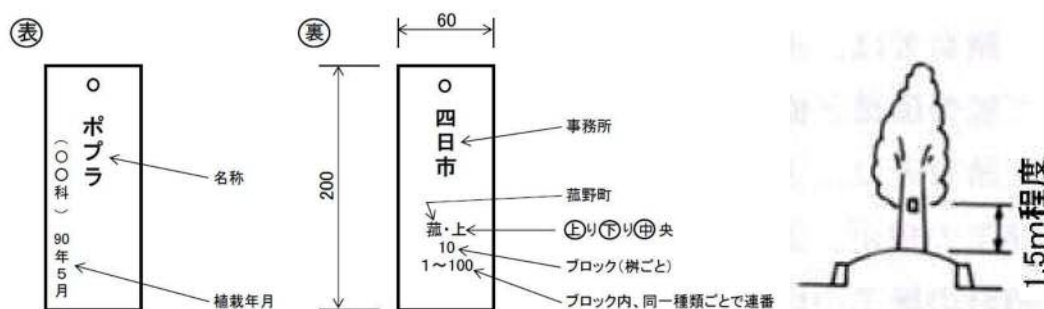 表
ポプラ
（○○科）
90年5月
名称
植栽年月
裏
60
200
四日市
菰・上
10
1～100
事務所
菰野町
上り下り中央
ブロック(桝ごと)
ブロック内、同一種類ごとで連番
1.5m程度